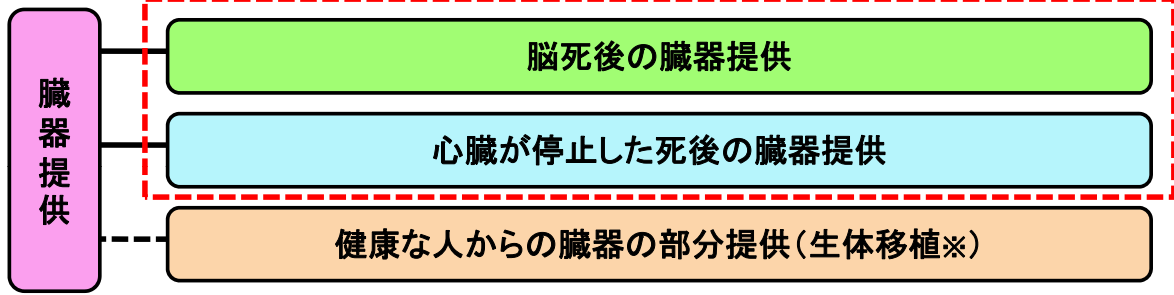 臓器提供
脳死後の臓器提供
心臓が停止した死後の臓器提供
健康な人からの臓器の部分提供（生体移植※）